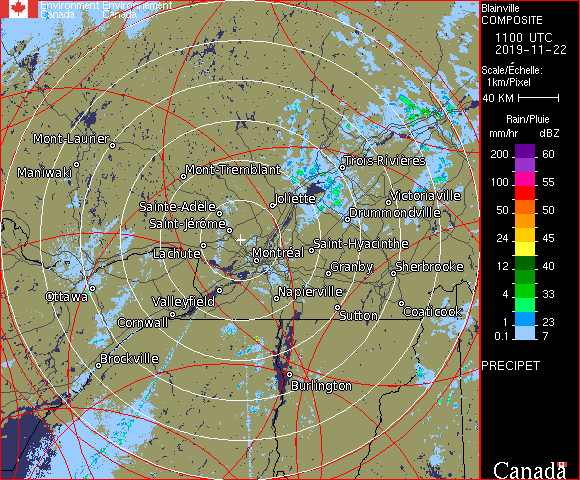 Environment Environnement
Canada Canada
Blainville
COMPOSITE
1100 UTC
2019-11-22
Scale/Échelle:
1km/Pixel
40 KM
Rain/Pluie
mm/hr dBZ
200 60
100 55
50 50
24 45
12 40
4 33
1 23
0.1 7
PRECIPET
Canada
Mont-Laurier
Maniwaki
Mont-Tremblant
Trois-Rivières
Sainte-Adèle
Joliette
Victoriaville
Saint-Jérôme
Drummondville
Lachute
Montréal
Saint-Hyacinthe
Granby
Sherbrooke
Ottawa
Valleyfield
Napierville
Cornwall
Sutton
Coaticook
Brockville
Burlington